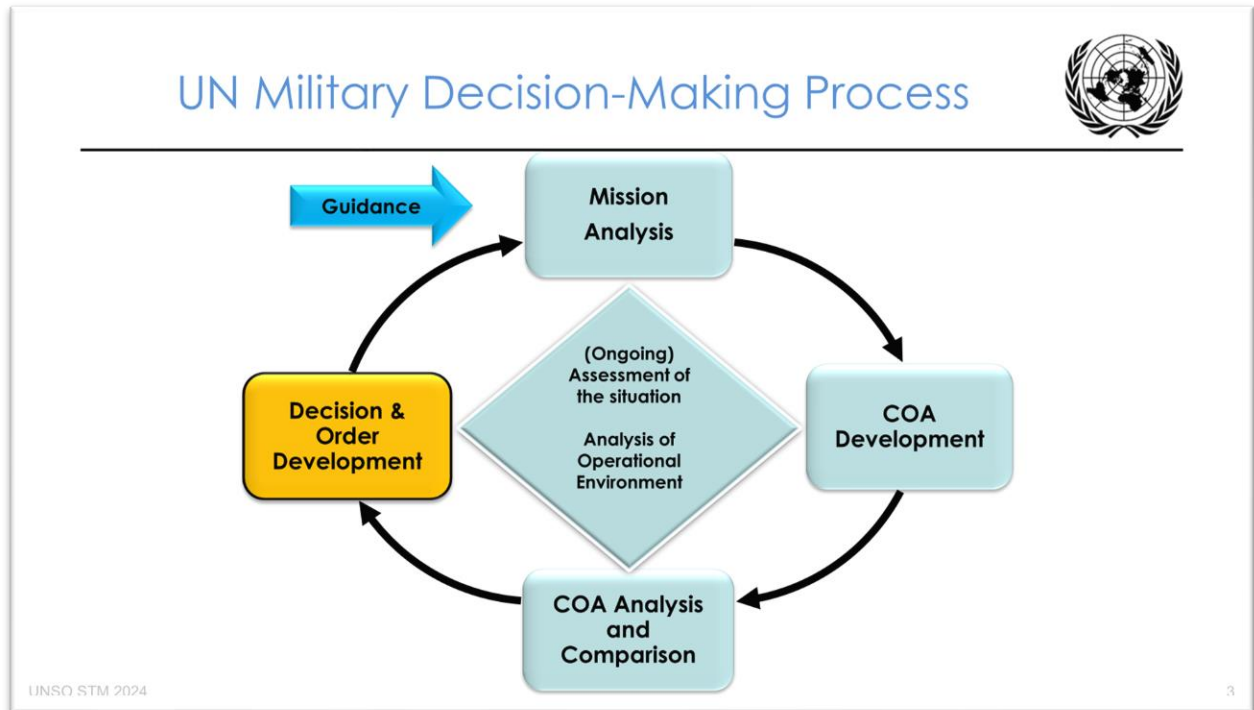 UN Military Decision-Making Process
Guidance
Mission
Analysis
(Ongoing)
Assessment of
the situation
Analysis of
Operational
Environment
Decision &
Order
Development
COA
Development
COA Analysis
and
Comparison
UNSO STM 2024
3